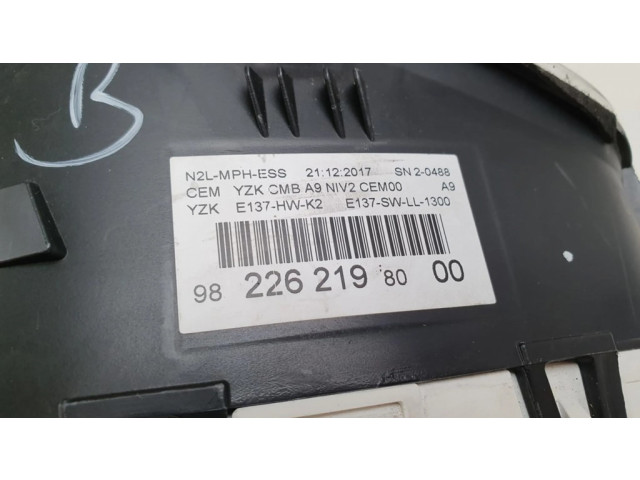 B
N2L-MPH-ESS 21:12:2017 SN 2-0488
CEM YZK CMB A9 NIV2 CEM00 A9
YZK E137-HW-K2 E137-SW-LL-1300
98 226 219 80 00